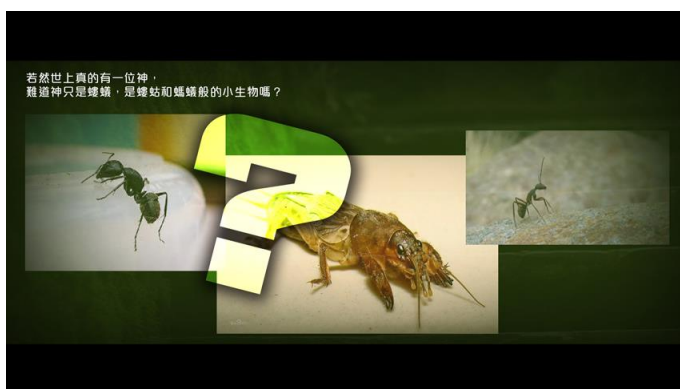 若然世上真的有一位神，
難道神只是螻蟻，是螻蛄和螞蟻般的小生物嗎？
?